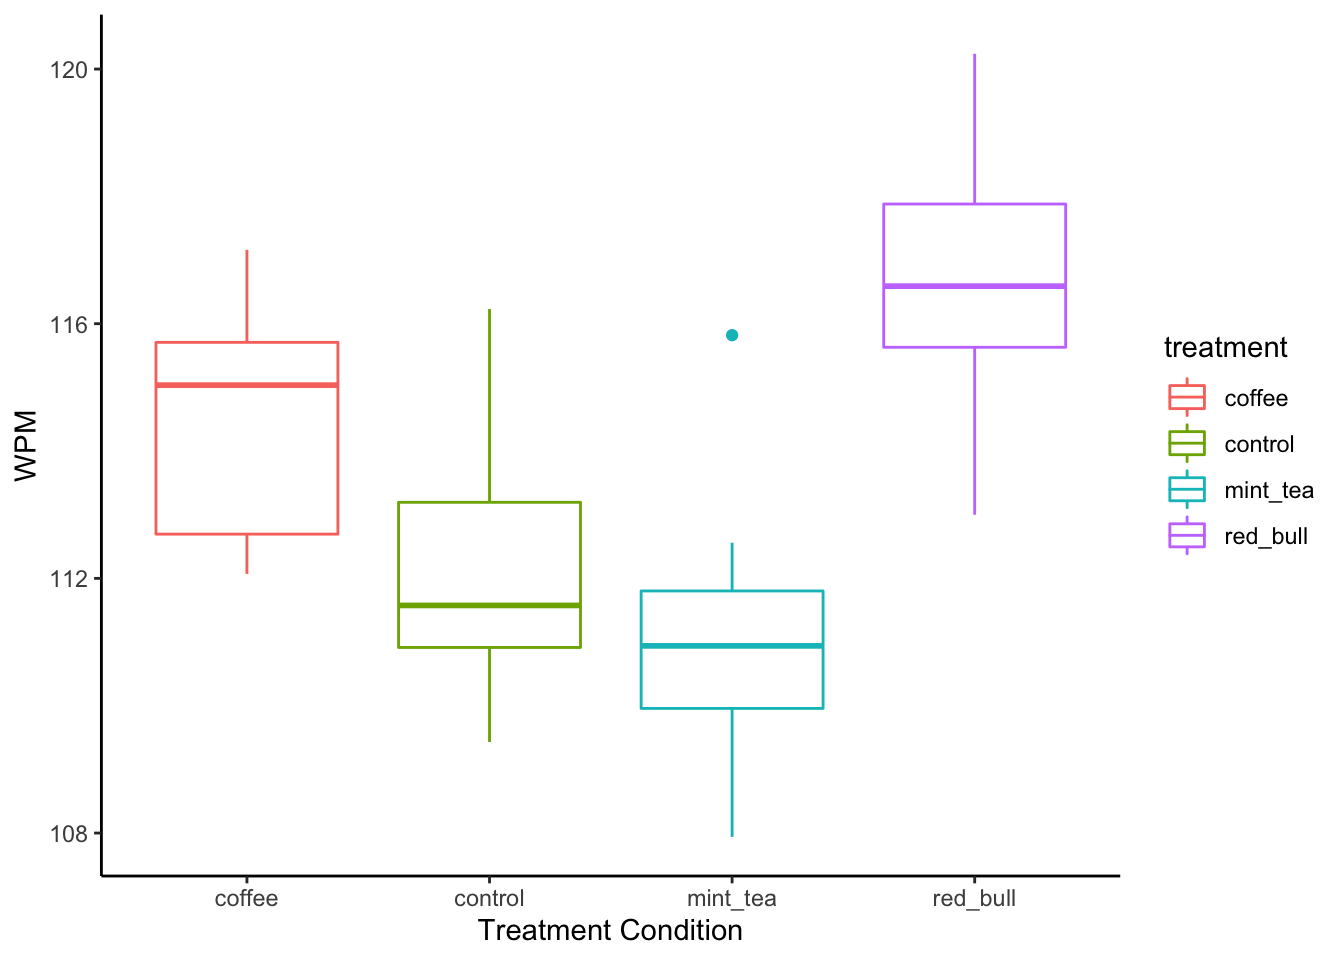 120
116
112
108
WPM
coffee
control
mint_tea
red_bull
Treatment Condition
treatment
coffee
control
mint_tea
red_bull